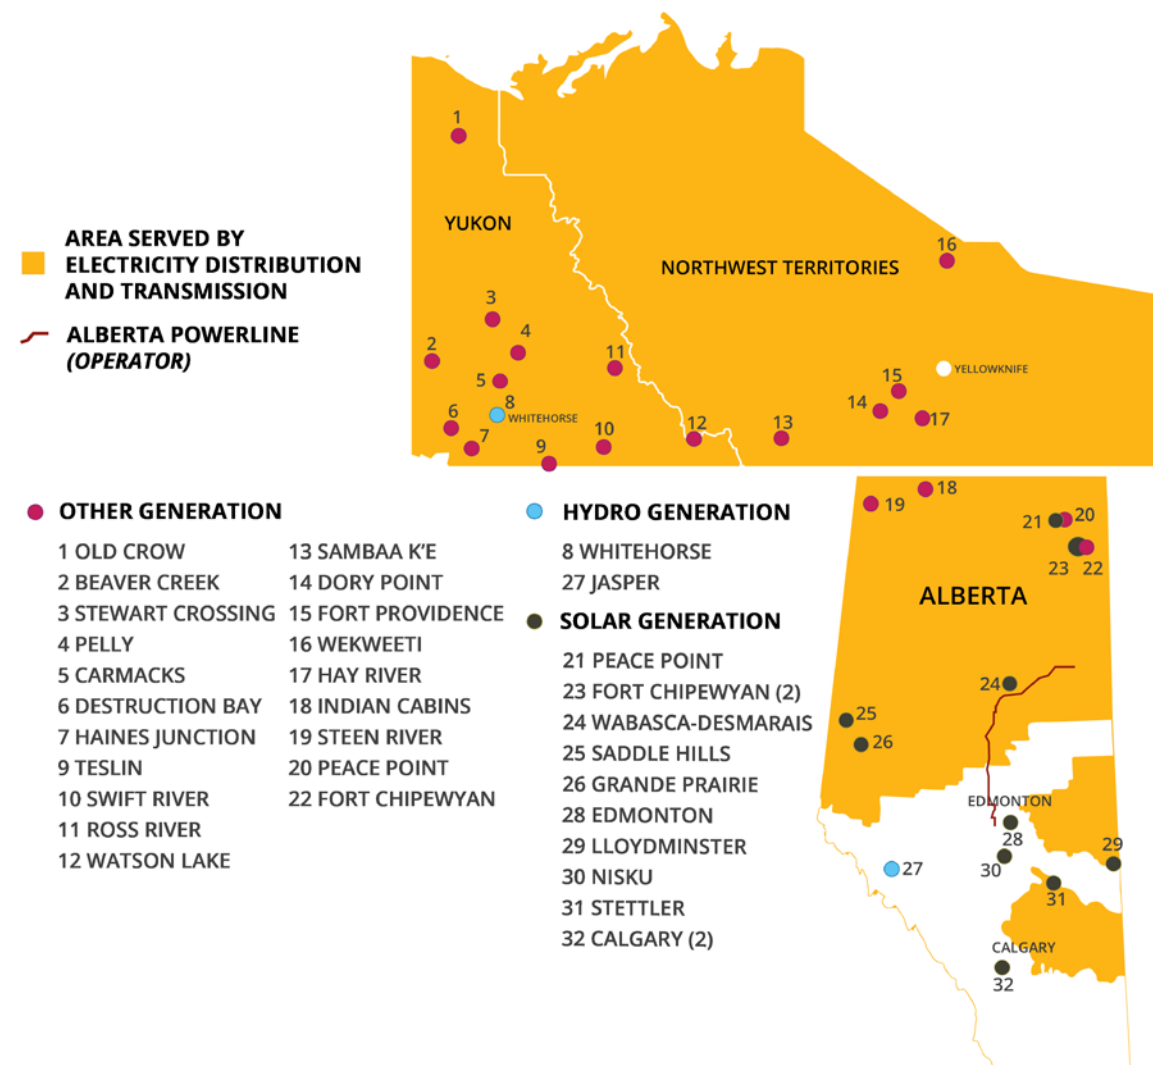 1
YUKON
NORTHWEST TERRITORIES
16
3
4
2
11
5
8
WHITEHORSE
6
7
9
10
12
13
14
15
17
YELLOWKNIFE
AREA SERVED BY
ELECTRICITY DISTRIBUTION
AND TRANSMISSION
ALBERTA POWERLINE
(OPERATOR)
OTHER GENERATION
1 OLD CROW
2 BEAVER CREEK
3 STEWART CROSSING
4 PELLY
5 CARMACKS
6 DESTRUCTION BAY
7 HAINES JUNCTION
9 TESLIN
10 SWIFT RIVER
11 ROSS RIVER
12 WATSON LAKE
13 SAMBAA K'E
14 DORY POINT
15 FORT PROVIDENCE
16 WEKWEETI
17 HAY RIVER
18 INDIAN CABINS
19 STEEN RIVER
20 PEACE POINT
22 FORT CHIPEWYAN
HYDRO GENERATION
8 WHITEHORSE
27 JASPER
SOLAR GENERATION
21 PEACE POINT
23 FORT CHIPEWYAN (2)
24 WABASCA-DESMARAIS
25 SADDLE HILLS
26 GRANDE PRAIRIE
28 EDMONTON
29 LLOYDMINSTER
30 NISKU
31 STETTLER
32 CALGARY (2)
18
19
21
20
23
22
ALBERTA
24
25
26
EDMONTON
28
29
30
27
31
CALGARY
32